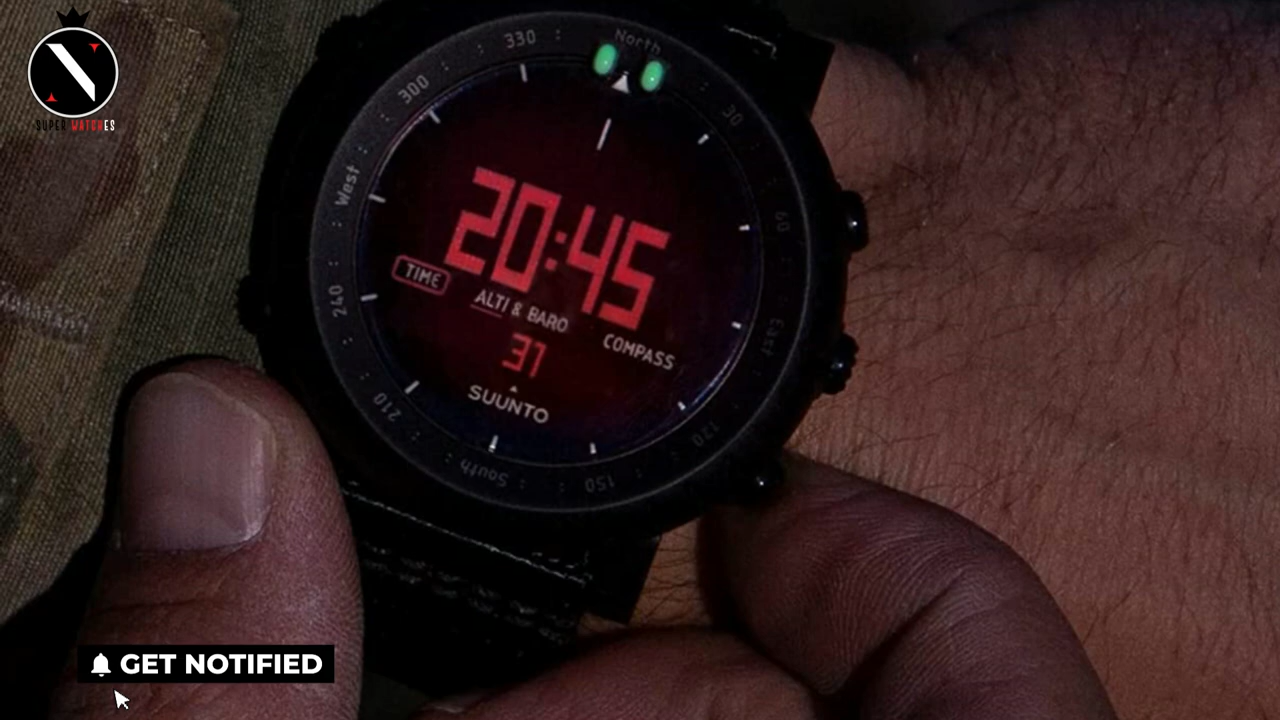 SUPER WATCHES
330
North
30
300
60
West
20:45
TIME
ALTI & BARO
COMPASS
240
East
31
SUUNTO
210
120
South
150
GET NOTIFIED